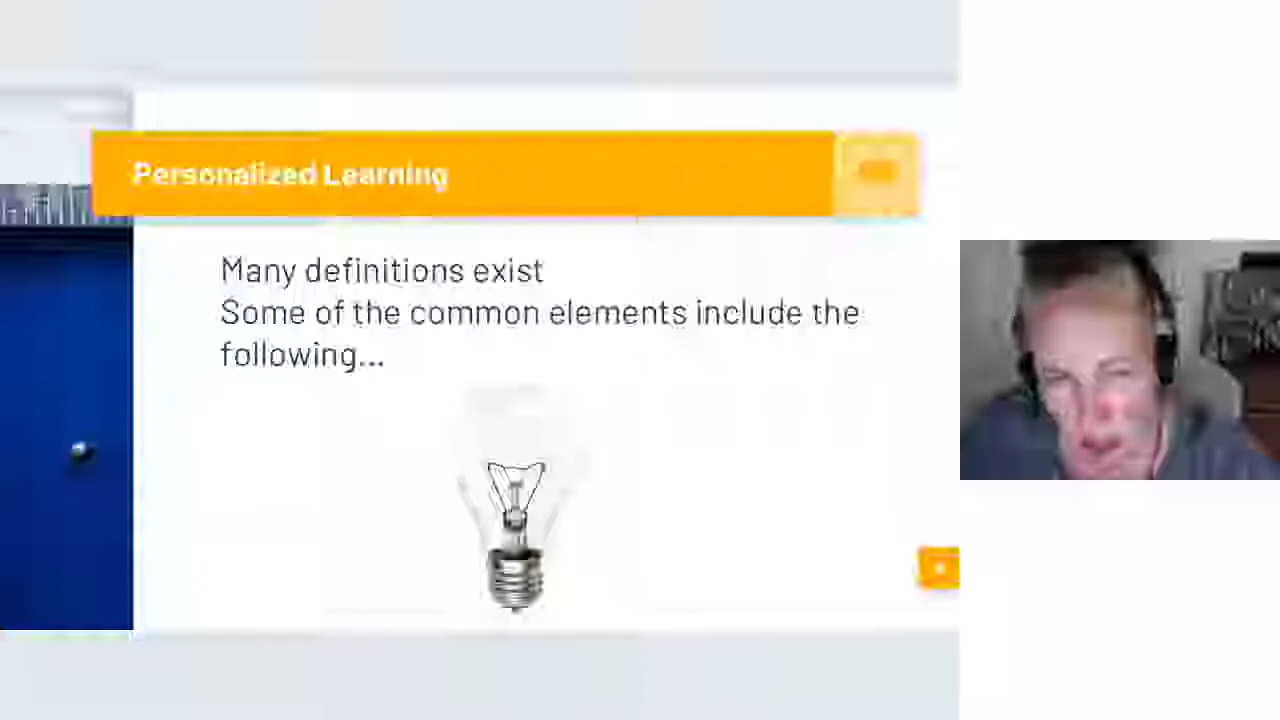 Personalized Learning
Many definitions exist
Some of the common elements include the
following...